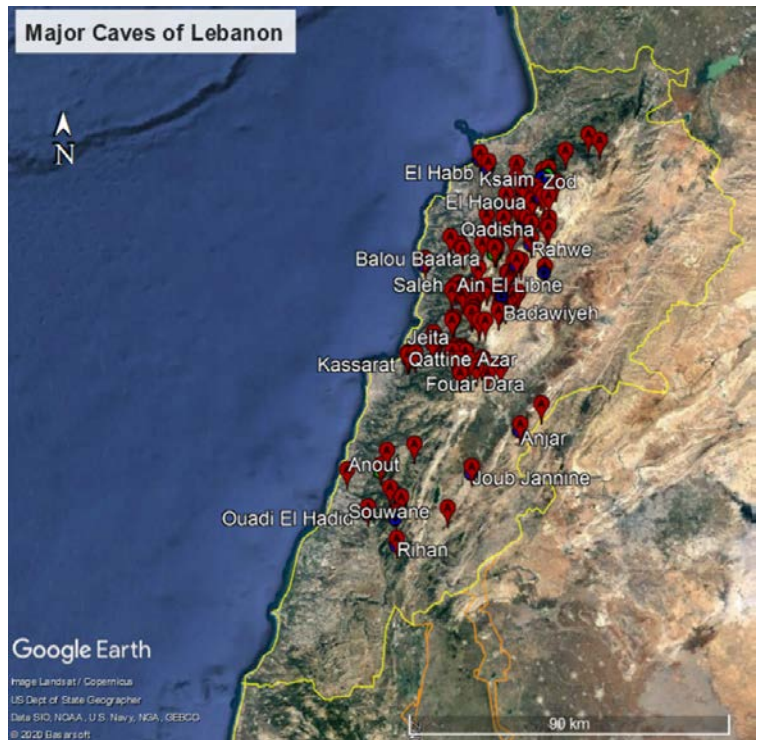 Major Caves of Lebanon
N
El Habb
Ksaim
Zod
El Haoua
Qadisha
Balou Baatara
Rahwe
Saleh
Ain El Libne
Badawiyeh
Jeita
Kassarat
Qattine Azar
Fouar Dara
Anjar
Anout
Joub Jannine
Ouadi El Hadid
Souwane
Rihan
Google Earth
Image Landsat / Copernicus
US Dept of State Geographer
Data SIO, NOAA, U.S. Navy, NGA, GEBCO
© 2020 Basarsoft
90 km